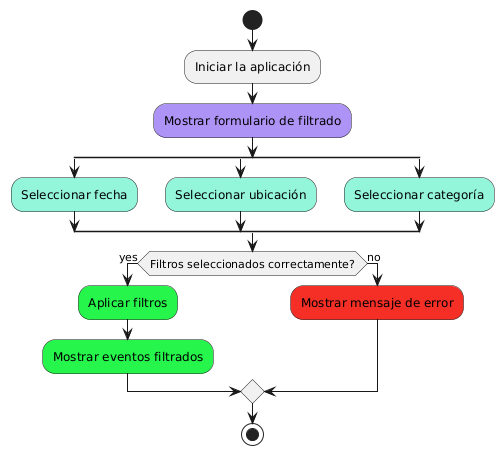 Iniciar la aplicación
Mostrar formulario de filtrado
Seleccionar fecha
Seleccionar ubicación
Seleccionar categoría
yes
Filtros seleccionados correctamente?
no
Aplicar filtros
Mostrar mensaje de error
Mostrar eventos filtrados